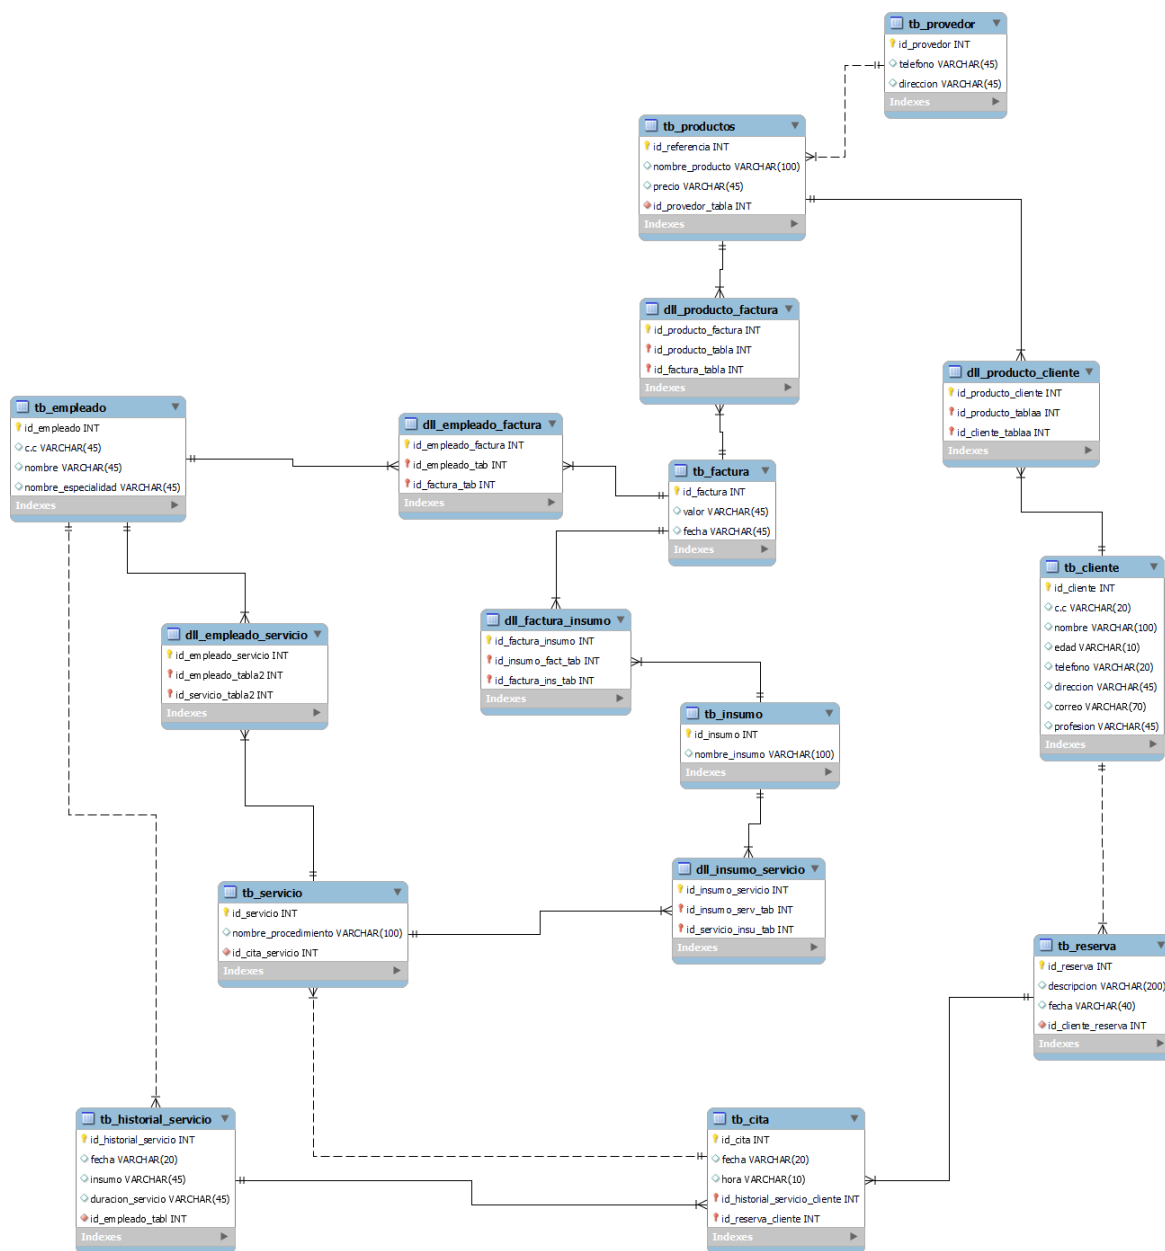 tb_provedor
id_provedor INT
telefono VARCHAR(45)
direccion VARCHAR(45)
Indexes
tb_productos
id_referencia INT
nombre_producto VARCHAR(100)
precio VARCHAR(45)
id_provedor_tabla INT
Indexes
dll_producto_factura
id_producto_factura INT
id_producto_tabla INT
id_factura_tabla INT
Indexes
dll_producto_cliente
id_producto_cliente INT
id_producto_tablaa INT
id_cliente_tablaa INT
Indexes
tb_empleado
id_empleado INT
c.c VARCHAR(45)
nombre VARCHAR(45)
nombre_especialidad VARCHAR(45)
Indexes
dll_empleado_factura
id_empleado_factura INT
id_empleado_tab INT
id_factura_tab INT
Indexes
tb_factura
id_factura INT
valor VARCHAR(45)
fecha VARCHAR(45)
Indexes
tb_cliente
id_cliente INT
c.c VARCHAR(20)
nombre VARCHAR(100)
edad VARCHAR(10)
telefono VARCHAR(20)
direccion VARCHAR(45)
correo VARCHAR(70)
profesion VARCHAR(45)
Indexes
dll_factura_insumo
id_factura_insumo INT
id_insumo_fact_tab INT
id_factura_ins_tab INT
Indexes
dll_empleado_servicio
id_empleado_servicio INT
id_empleado_tabla2 INT
id_servicio_tabla2 INT
Indexes
tb_insumo
id_insumo INT
nombre_insumo VARCHAR(100)
Indexes
dll_insumo_servicio
id_insumo_servicio INT
id_insumo_serv_tab INT
id_servicio_insu_tab INT
Indexes
tb_servicio
id_servicio INT
nombre_procedimiento VARCHAR(100)
id_cita_servicio INT
Indexes
tb_reserva
id_reserva INT
descripcion VARCHAR(200)
fecha VARCHAR(40)
id_cliente_reserva INT
Indexes
tb_historial_servicio
id_historial_servicio INT
fecha VARCHAR(20)
insumo VARCHAR(45)
duracion_servicio VARCHAR(45)
id_empleado_tabl INT
Indexes
tb_cita
id_cita INT
fecha VARCHAR(20)
hora VARCHAR(10)
id_historial_servicio_cliente INT
id_reserva_cliente INT
Indexes